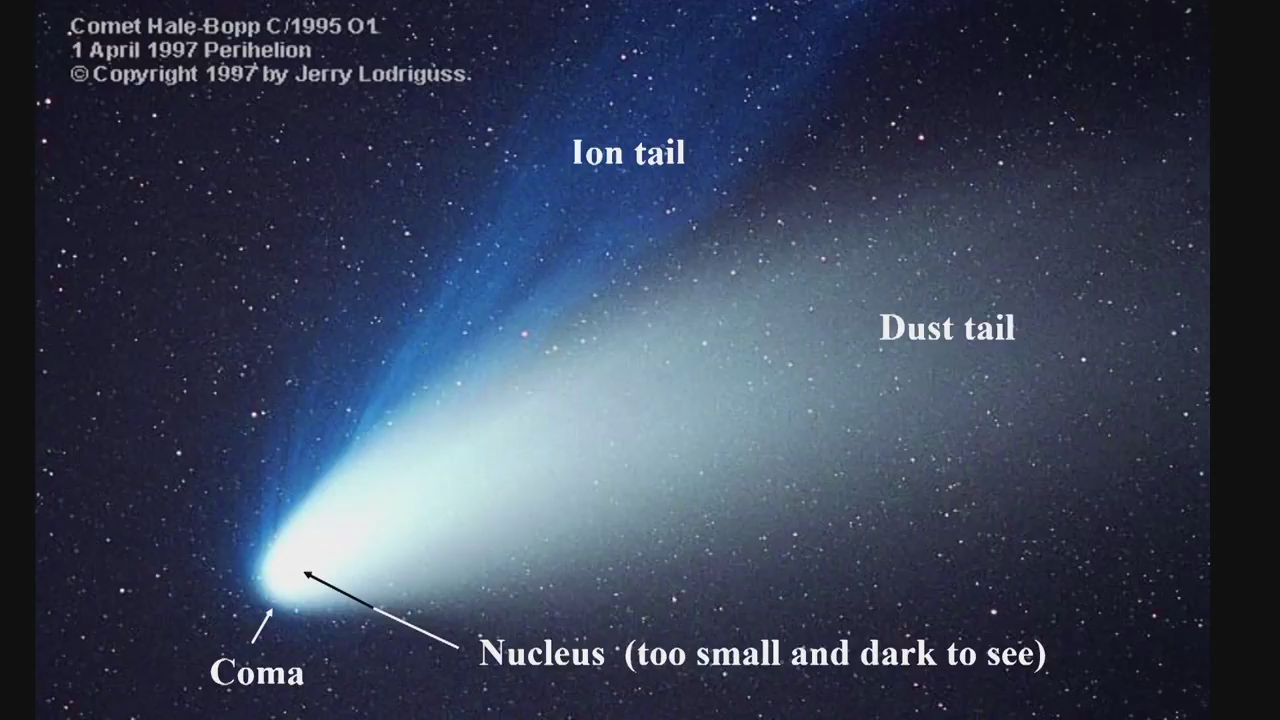 Comet Hale-Bopp C/1995 O1
1 April 1997 Perihelion
© Copyright 1997 by Jerry Lodriguss.
Ion tail
Dust tail
Nucleus (too small and dark to see)
Coma